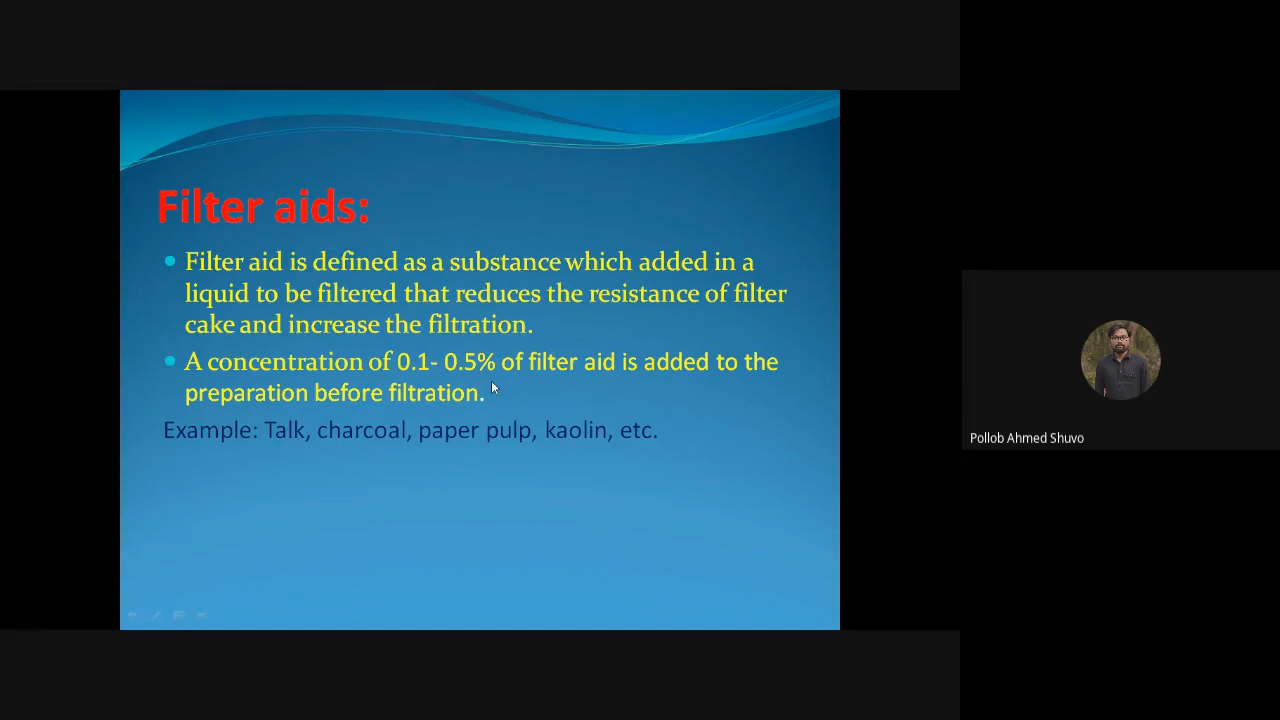 Filter aids:
Filter aid is defined as a substance which added in a
liquid to be filtered that reduces the resistance of filter
cake and increase the filtration.
A concentration of 0.1- 0.5% of filter aid is added to the
preparation before filtration.
Example: Talk, charcoal, paper pulp, kaolin, etc.
Pollob Ahmed Shuvo